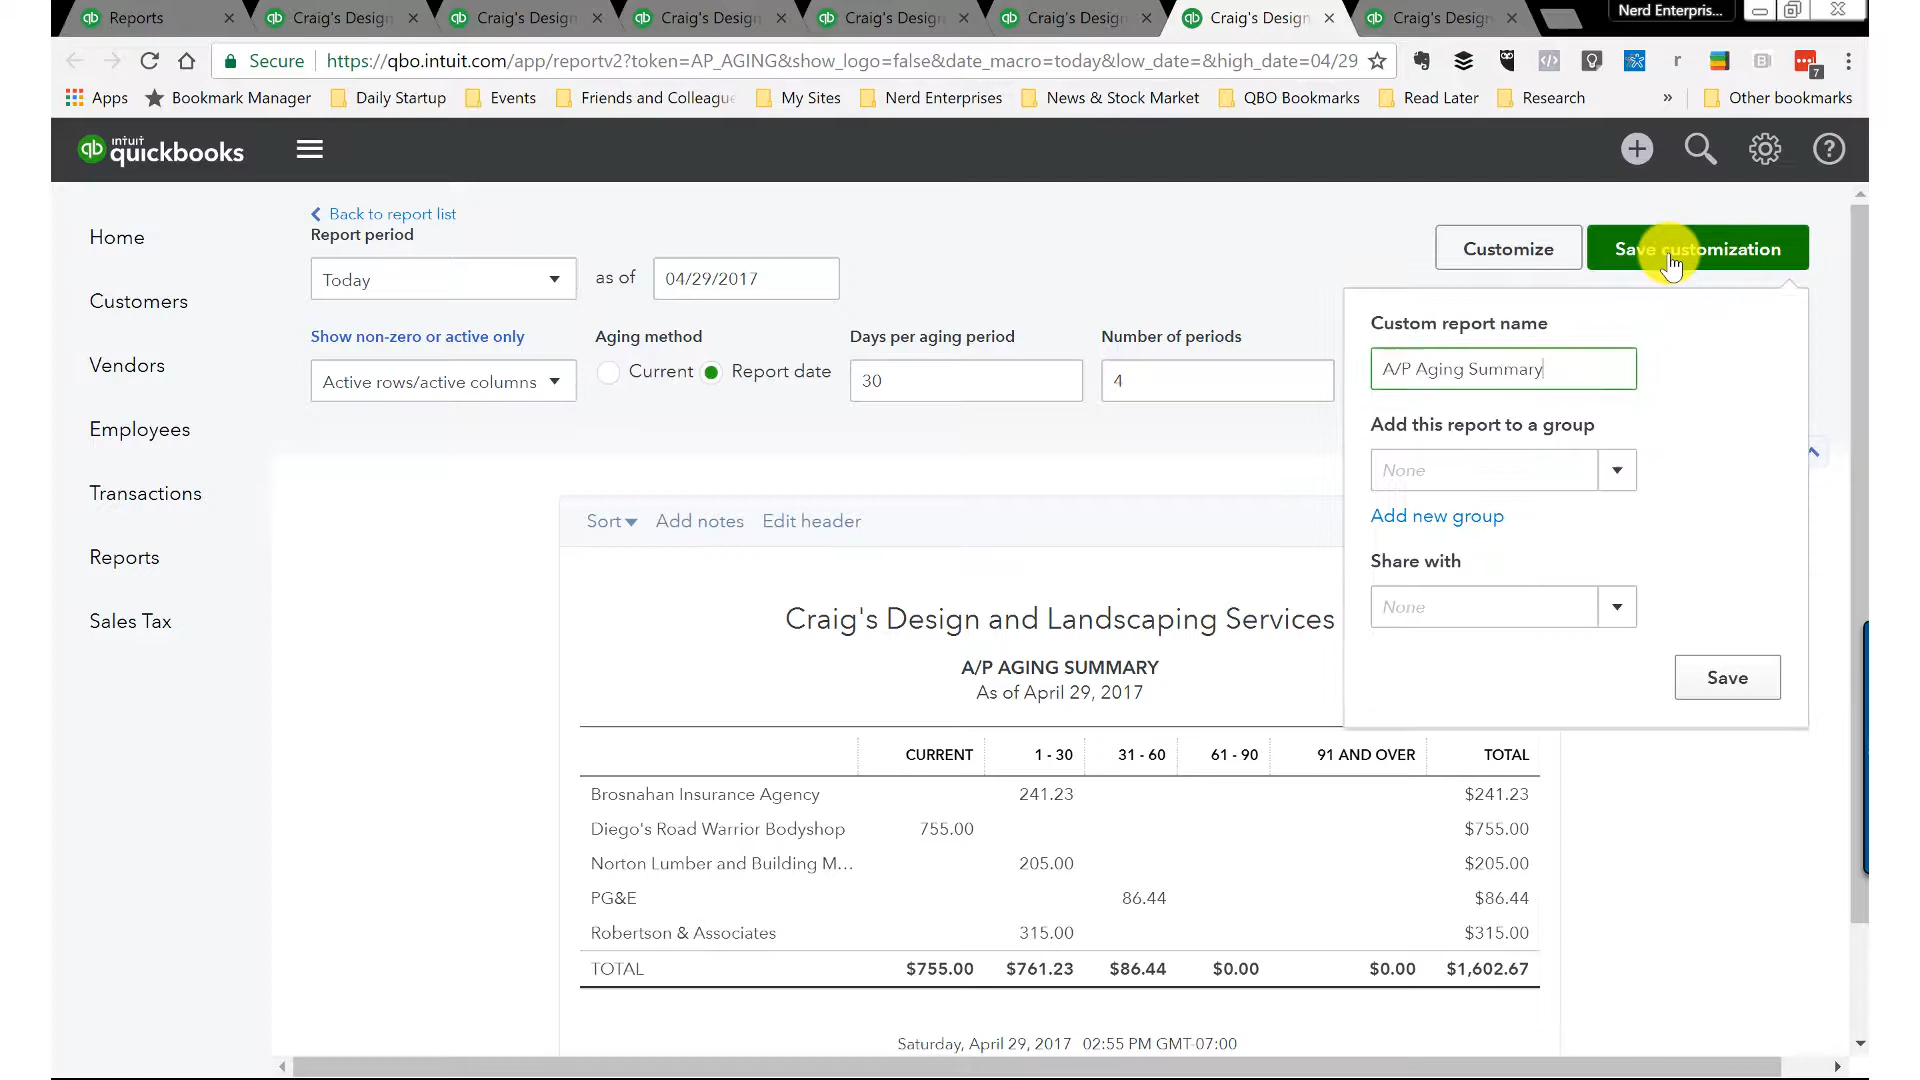 Reports
Craig's Design
Craig's Design
Craig's Design
Craig's Design
Craig's Design
Craig's Design
Craig's Design
Nerd Enterpris...
Secure
https://qbo.intuit.com/app/reportv2?token=AP_AGING&show_logo=false&date_macro=today&low_date=&high_date=04/29
7
Apps
Bookmark Manager
Daily Startup
Events
Friends and Colleagu
My Sites
Nerd Enterprises
News & Stock Market
QBO Bookmarks
Read Later
Research
»
Other bookmarks
qb intuit quickbooks
Home
Customers
Vendors
Employees
Transactions
Reports
Sales Tax
Back to report list
Report period
Today
as of
04/29/2017
Customize
Save customization
Show non-zero or active only
Active rows/active columns
Aging method
Current
Report date
Days per aging period
30
Number of periods
4
Custom report name
A/P Aging Summary
Add this report to a group
None
Add new group
Share with
None
Save
Sort
Add notes
Edit header
Craig's Design and Landscaping Services
A/P AGING SUMMARY
As of April 29, 2017
CURRENT 1 - 30 31 - 60 61 - 90 91 AND OVER TOTAL
Brosnahan Insurance Agency 241.23 $241.23
Diego's Road Warrior Bodyshop 755.00 $755.00
Norton Lumber and Building M... 205.00 $205.00
PG&E 86.44 $86.44
Robertson & Associates 315.00 $315.00
TOTAL $755.00 $761.23 $86.44 $0.00 $0.00 $1,602.67
Saturday, April 29, 2017 02:55 PM GMT-07:00